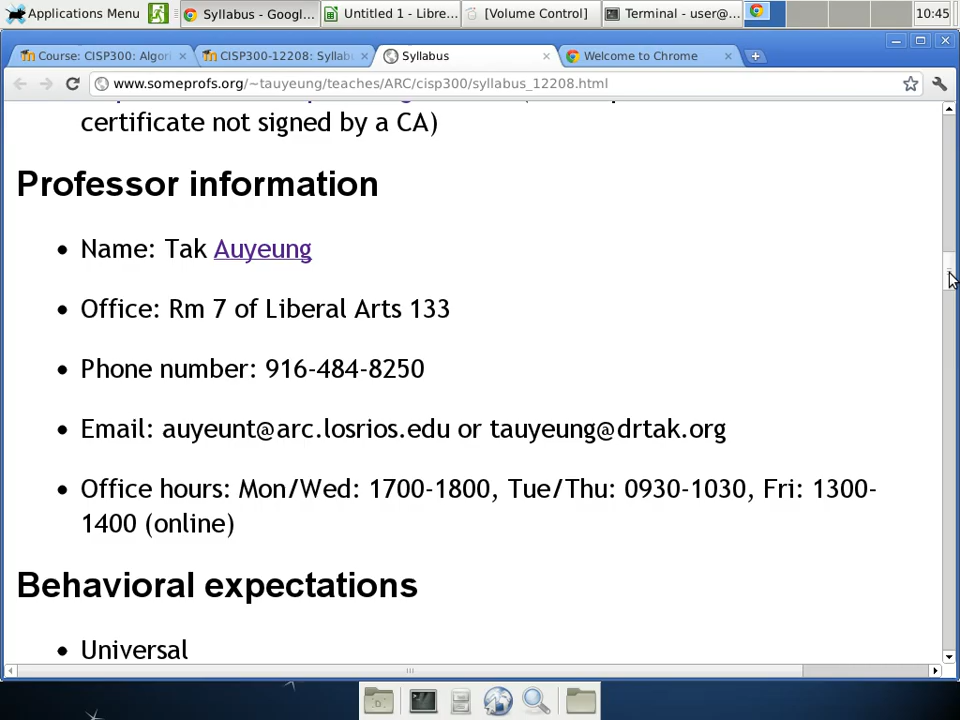 Applications Menu
Syllabus - Googl...
Untitled 1 - Libre...
[Volume Control]
Terminal - user@...
10:45
Course: CISP300: Algori
CISP300-12208: Syllab
Syllabus
Welcome to Chrome
www.someprofs.org/~tauyeung/teaches/ARC/cisp300/syllabus_12208.html
certificate not signed by a CA)
Professor information
• Name: Tak Auyeung
• Office: Rm 7 of Liberal Arts 133
• Phone number: 916-484-8250
• Email: auyeunt@arc.losrios.edu or tauyeung@drtak.org
• Office hours: Mon/Wed: 1700-1800, Tue/Thu: 0930-1030, Fri: 1300-
1400 (online)
Behavioral expectations
• Universal